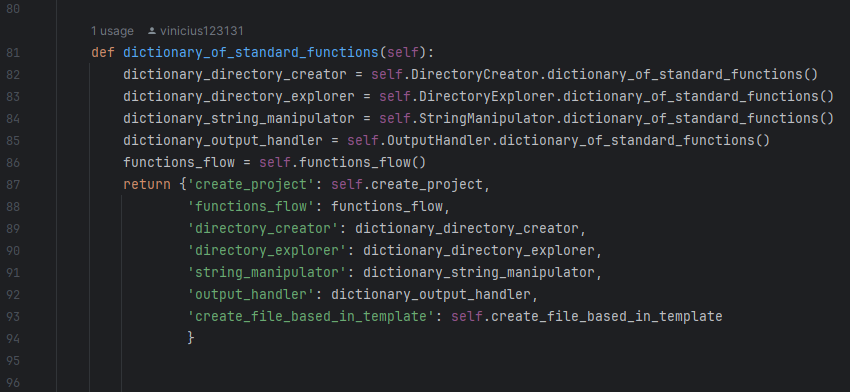 80
1 usage vinicius123131
81 def dictionary_of_standard_functions(self):
82 dictionary_directory_creator = self.DirectoryCreator.dictionary_of_standard_functions()
83 dictionary_directory_explorer = self.DirectoryExplorer.dictionary_of_standard_functions()
84 dictionary_string_manipulator = self.StringManipulator.dictionary_of_standard_functions()
85 dictionary_output_handler = self.OutputHandler.dictionary_of_standard_functions()
86 functions_flow = self.functions_flow()
87 return {'create_project': self.create_project,
88 'functions_flow': functions_flow,
89 'directory_creator': dictionary_directory_creator,
90 'directory_explorer': dictionary_directory_explorer,
91 'string_manipulator': dictionary_string_manipulator,
92 'output_handler': dictionary_output_handler,
93 'create_file_based_in_template': self.create_file_based_in_template
94 }
95
96